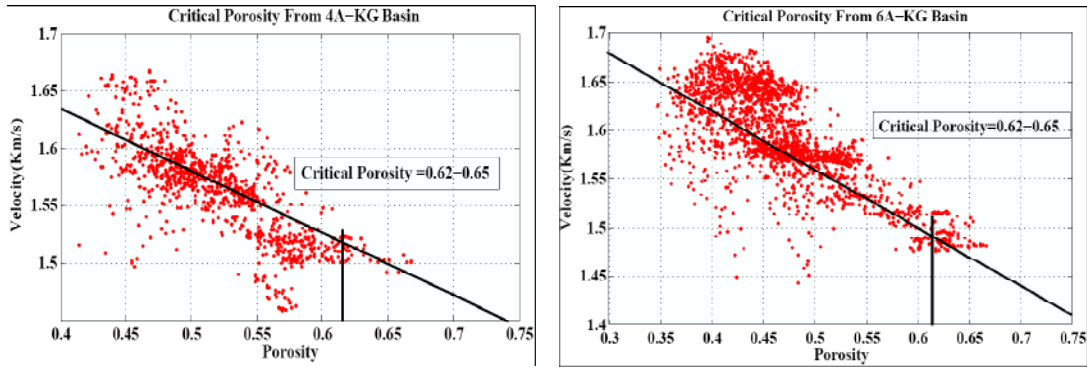 Critical Porosity From 4A−KG Basin
1.7
1.65
1.6
1.55
1.5
Velocity(Km/s)
Critical Porosity =0.62−0.65
0.4 0.45 0.5 0.55 0.6 0.65 0.7 0.75
Porosity
Critical Porosity From 6A−KG Basin
1.7
1.65
1.6
1.55
1.5
1.45
1.4
Velocity(Km/s)
Critical Porosity=0.62−0.65
0.3 0.35 0.4 0.45 0.5 0.55 0.6 0.65 0.7 0.75
Porosity